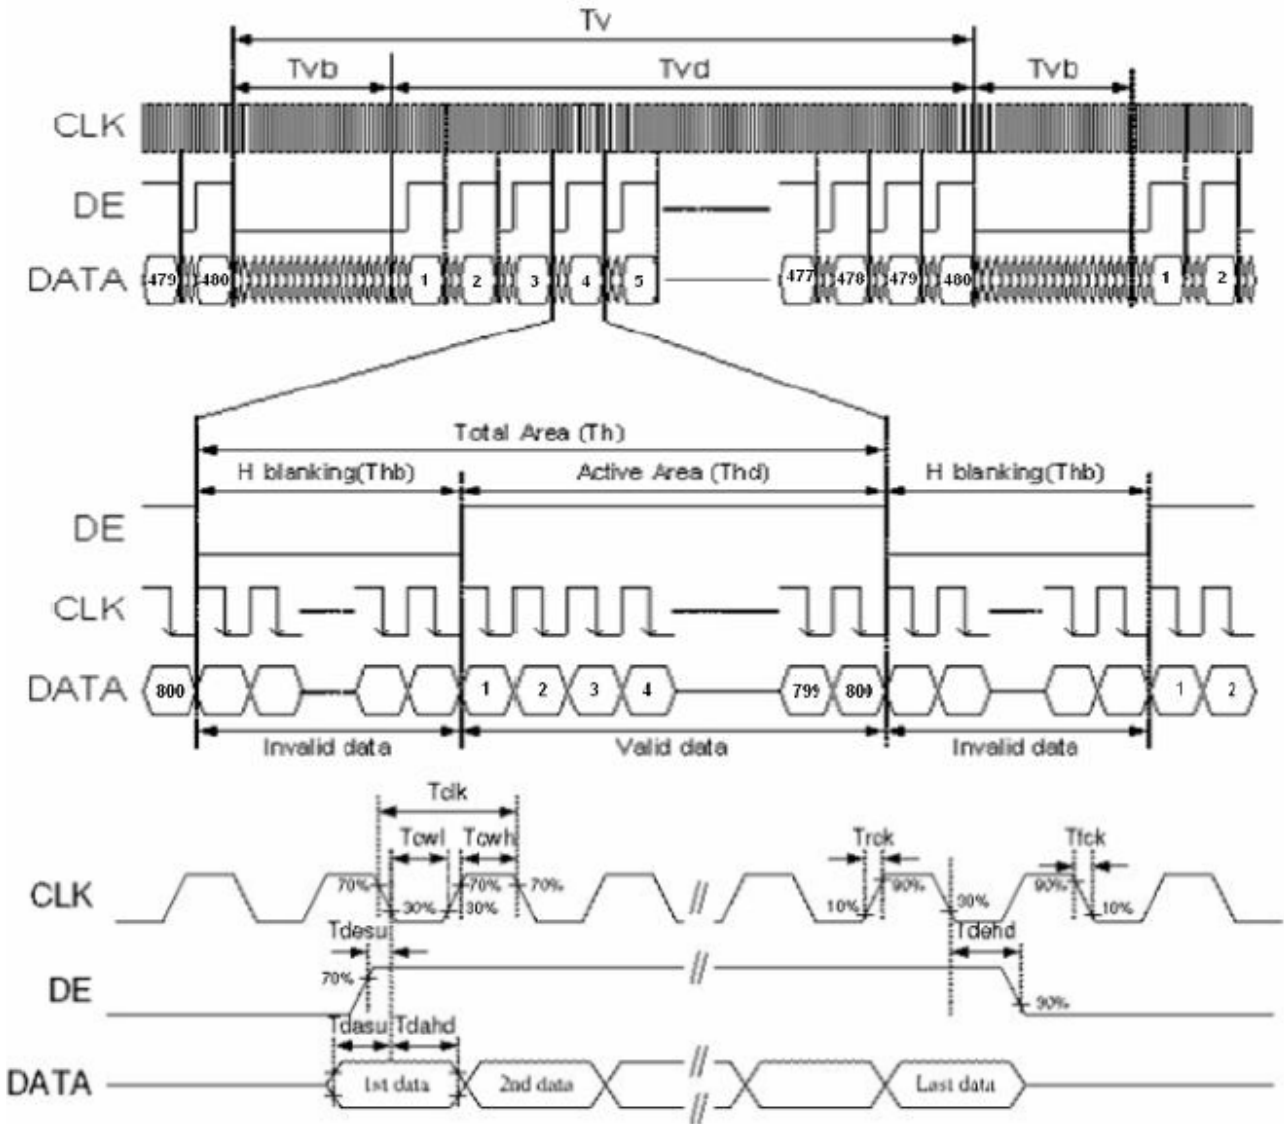 Tv
Tvb Tvd Tvb
CLK
DE
DATA 479 480 1 2 3 4 5 477 478 479 480 1 2
Total Area (Th)
H blanking(Thb) Active Area (Thd) H blanking(Thb)
DE
CLK
DATA 800 1 2 3 4 799 800 1 2
Invalid data Valid data Invalid data
Tclk
Tcwl Tcwh Trck Tfck
CLK 70% 70% 70% 90% 90%
30% 30% 10% 30% 10%
Tdesu Tdehd
DE 70% 90%
Tdasu Tdahd
DATA 1st data 2nd data Last data